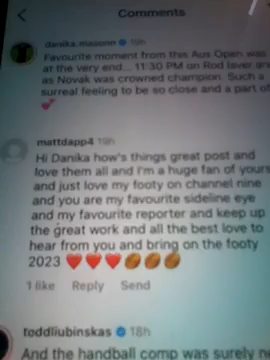 Comments
danika.masonn 19h
Favourite moment from this Aus Open was
at the very end... 11:30 PM on Rod laver are
as Novak was crowned champion. Such a
surreal feeling to be so close and a part of
mattdapp4 19h
Hi Danika how's things great post and
love them all and I'm a huge fan of yours
and just love my footy on channel nine
and you are my favourite sideline eye
and my favourite reporter and keep up
the great work and all the best love to
hear from you and bring on the footy
2023 ❤️❤️❤️🏉🏉🏉
1 like Reply Send
toddliubinskas 18h
And the handball comp was surely